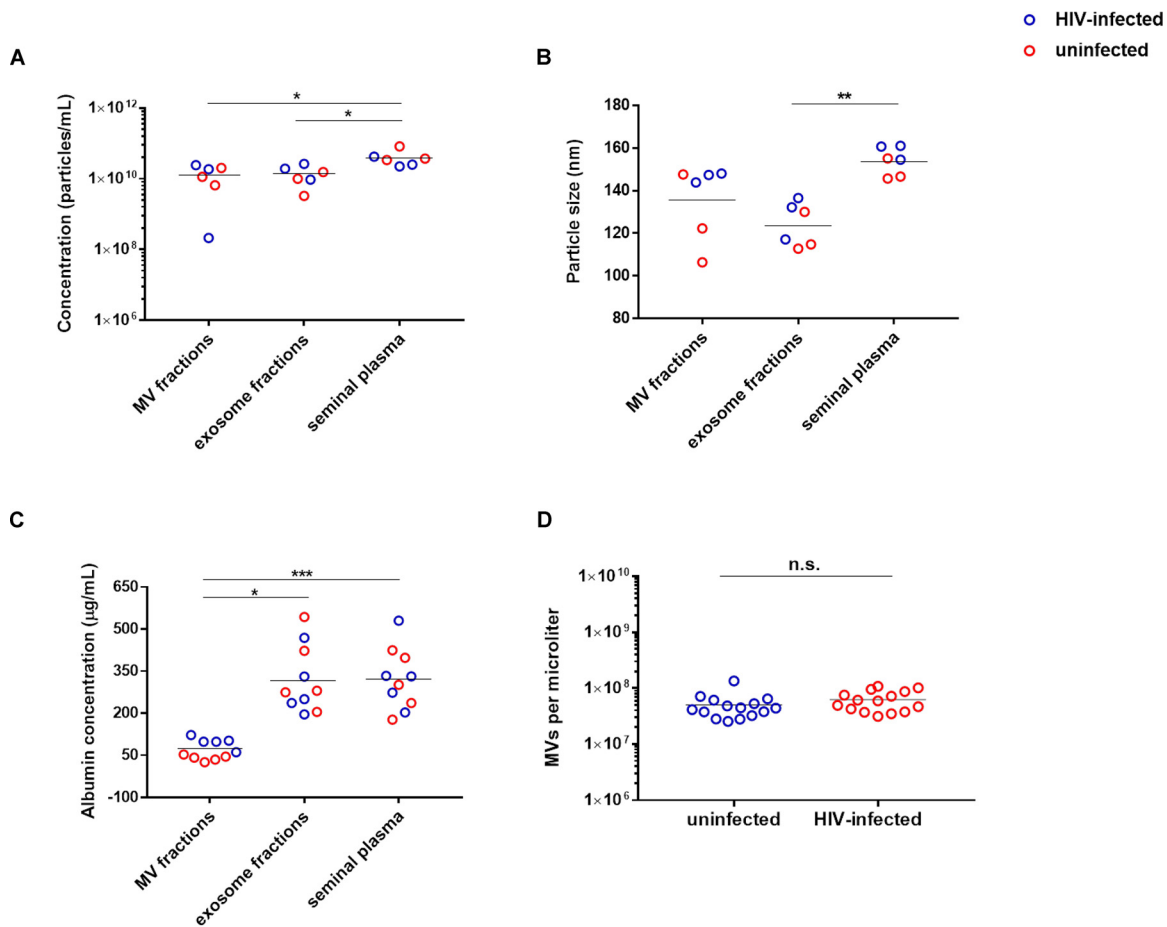 HIV-infected
uninfected
A
Concentration (particles/mL)
1×10^12
1×10^10
1×10^8
1×10^6
*
*
MV fractions
exosome fractions
seminal plasma
B
Particle size (nm)
180
160
140
120
100
80
**
MV fractions
exosome fractions
seminal plasma
C
Albumin concentration (µg/mL)
650
500
350
200
50
-100
***
*
MV fractions
exosome fractions
seminal plasma
D
MVs per microliter
1×10^10
1×10^9
1×10^8
1×10^7
1×10^6
n.s.
uninfected
HIV-infected